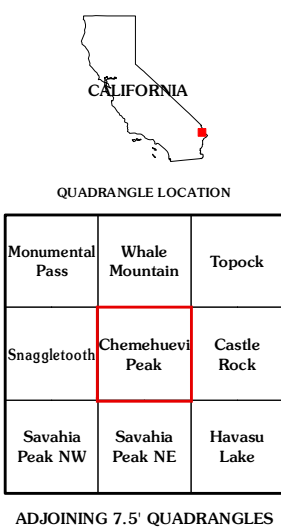 CALIFORNIA
QUADRANGLE LOCATION
Monumental
Pass
Whale
Mountain
Topock
Snaggletooth
Chemehuevi
Peak
Castle
Rock
Savahia
Peak NW
Savahia
Peak NE
Havasu
Lake
ADJOINING 7.5' QUADRANGLES